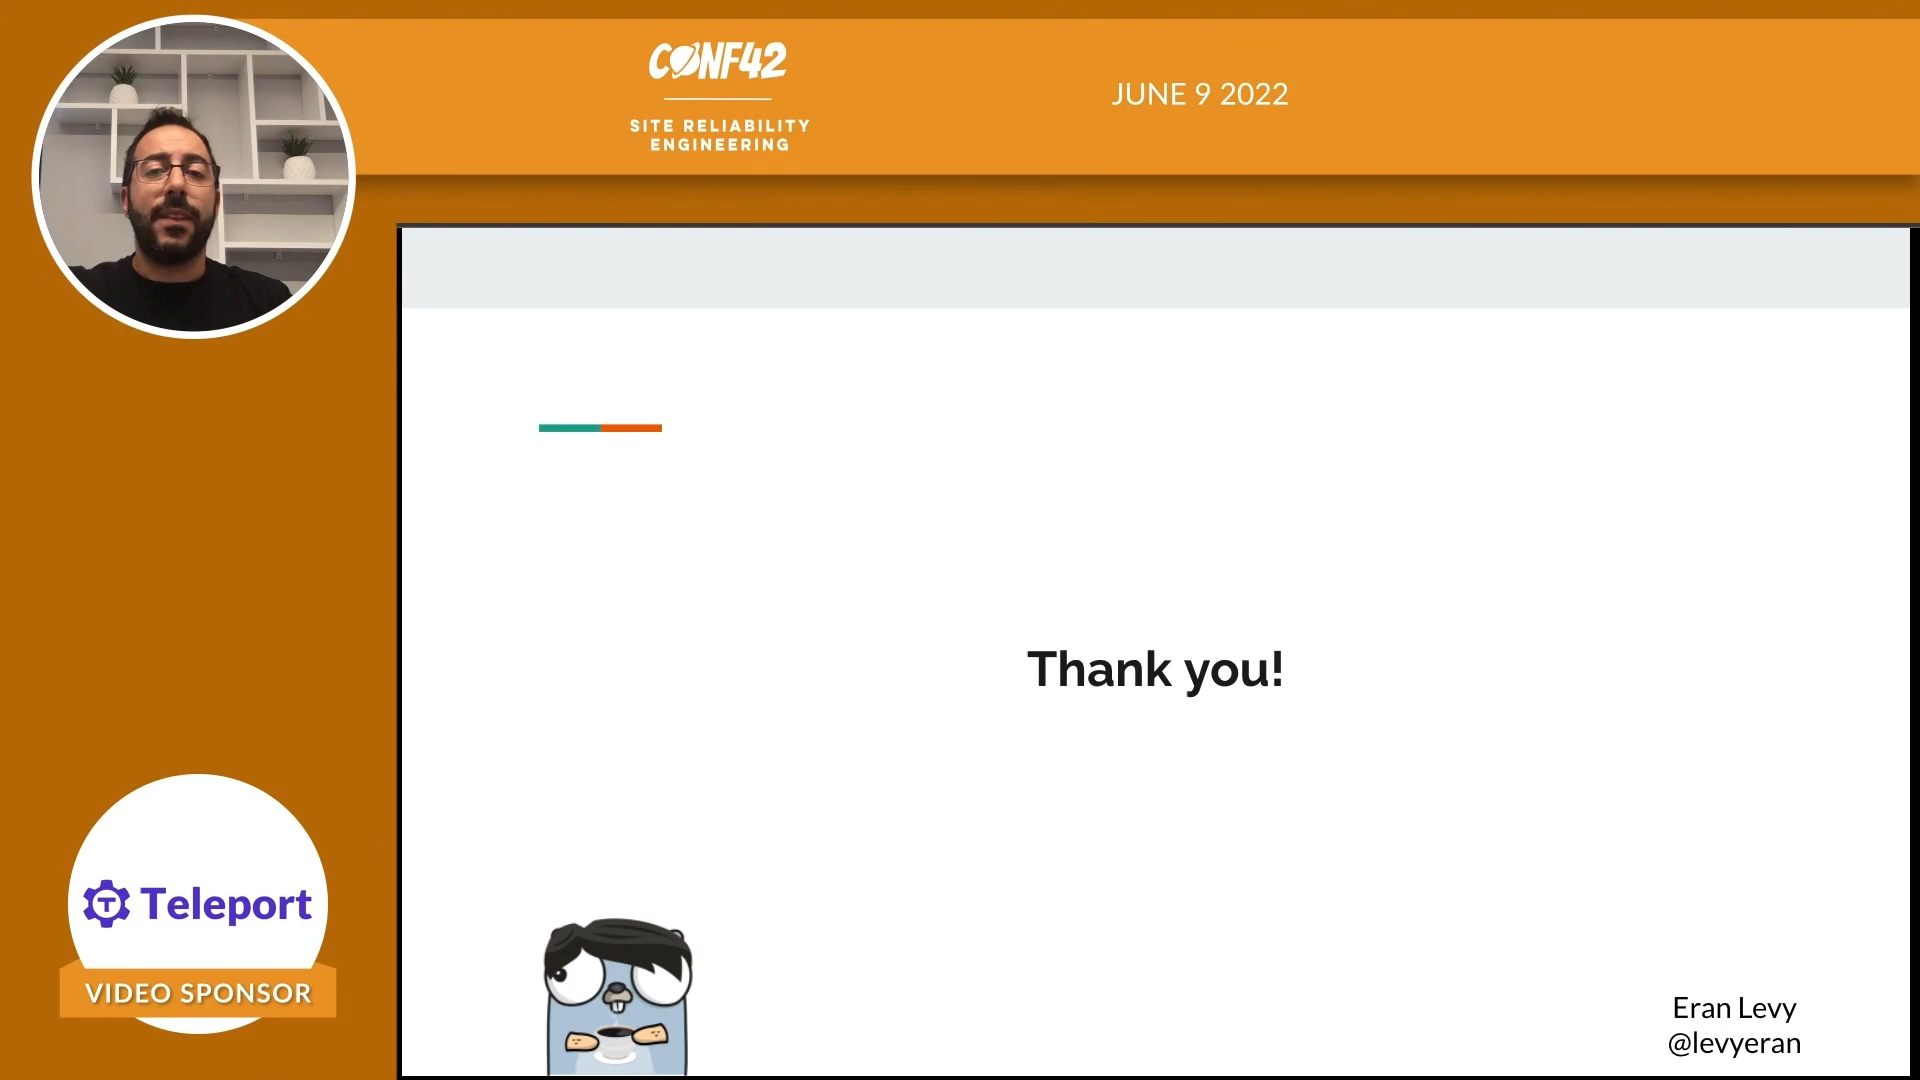 CONF42
SITE RELIABILITY
ENGINEERING
JUNE 9 2022
Thank you!
T Teleport
VIDEO SPONSOR
Eran Levy
@levyeran